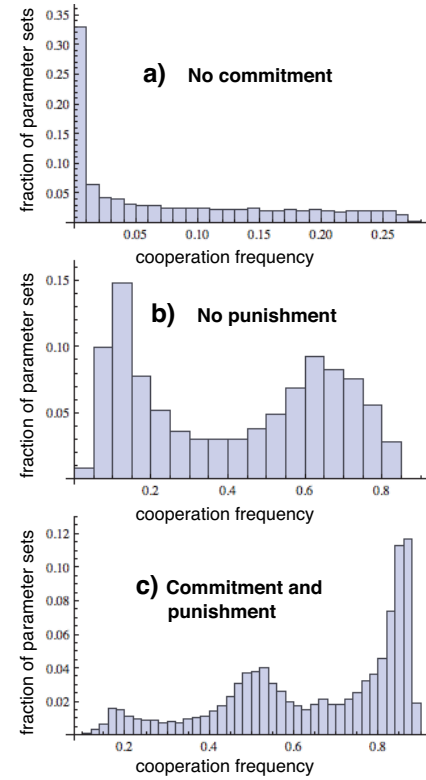 0.35
0.30
0.25
0.20
0.15
0.10
0.05
fraction of parameter sets
a) No commitment
0.05 0.10 0.15 0.20 0.25
cooperation frequency
0.15
0.10
0.05
fraction of parameter sets
b) No punishment
0.2 0.4 0.6 0.8
cooperation frequency
0.12
0.10
0.08
0.06
0.04
0.02
fraction of parameter sets
c) Commitment and
punishment
0.2 0.4 0.6 0.8
cooperation frequency